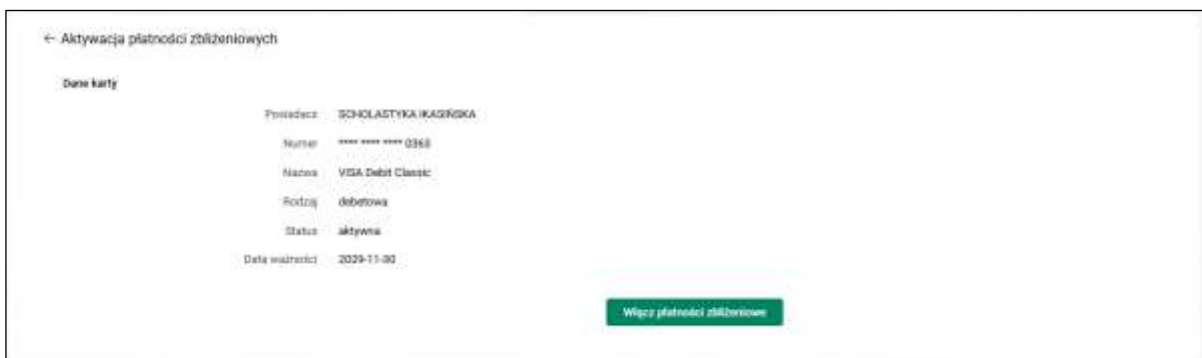 ← Aktywacja płatności zbliżeniowych
Dane karty
Posiadacz SCHOLASTYKA IKASIŃSKA
Numer **** **** **** 0363
Nazwa VISA Debit Classic
Rodzaj debetowa
Status aktywna
Data ważności 2029-11-30
Włącz płatności zbliżeniowe